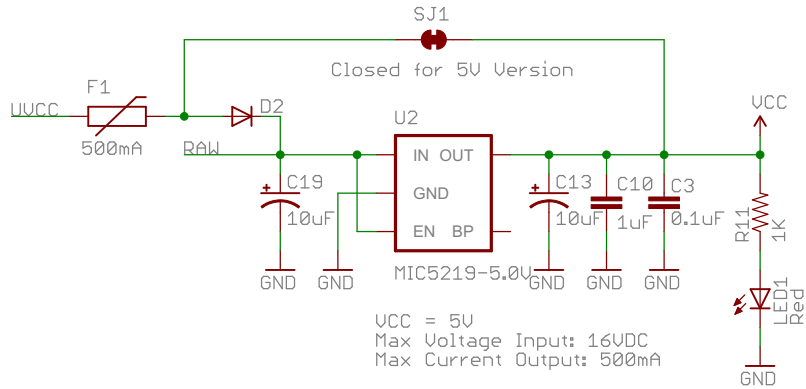 SJ1
Closed for 5V Version
F1
UVCC
500mA
D2
RAW
U2
VCC
IN OUT
GND
EN BP
MIC5219-5.0V
C19
10uF
C13
10uF
C10
1uF
C3
0.1uF
R11
1K
GND
GND
GND
GND
GND
LED1
Red
GND
VCC = 5V
Max Voltage Input: 16VDC
Max Current Output: 500mA